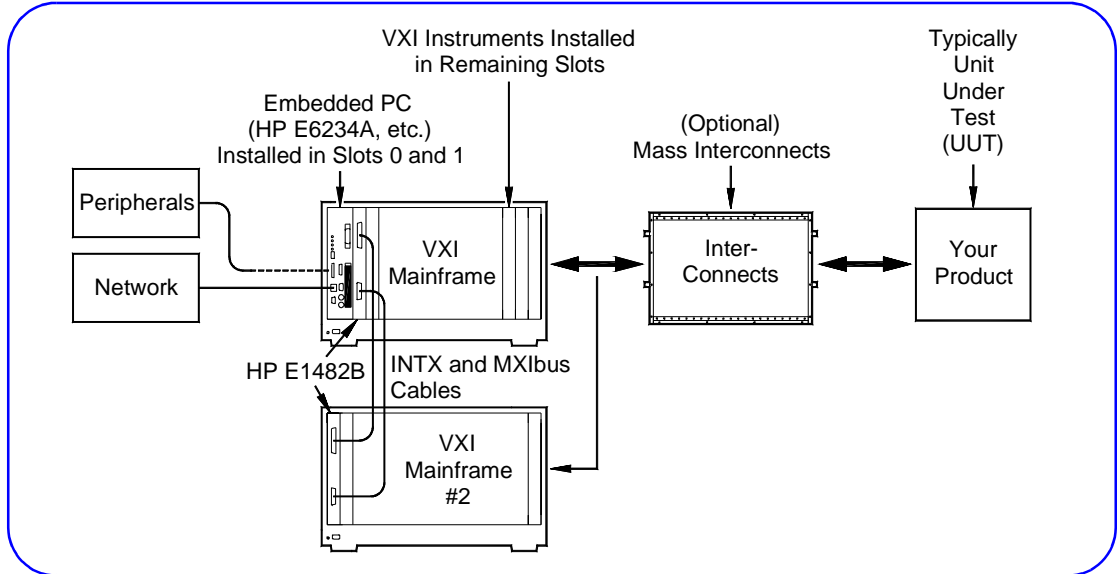 VXI Instruments Installed
in Remaining Slots
Typically
Unit
Under
Test
(UUT)
Embedded PC
(HP E6234A, etc.)
Installed in Slots 0 and 1
(Optional)
Mass Interconnects
Peripherals
Network
VXI
Mainframe
Inter-
Connects
Your
Product
HP E1482B
INTX and MXIbus
Cables
VXI
Mainframe
#2